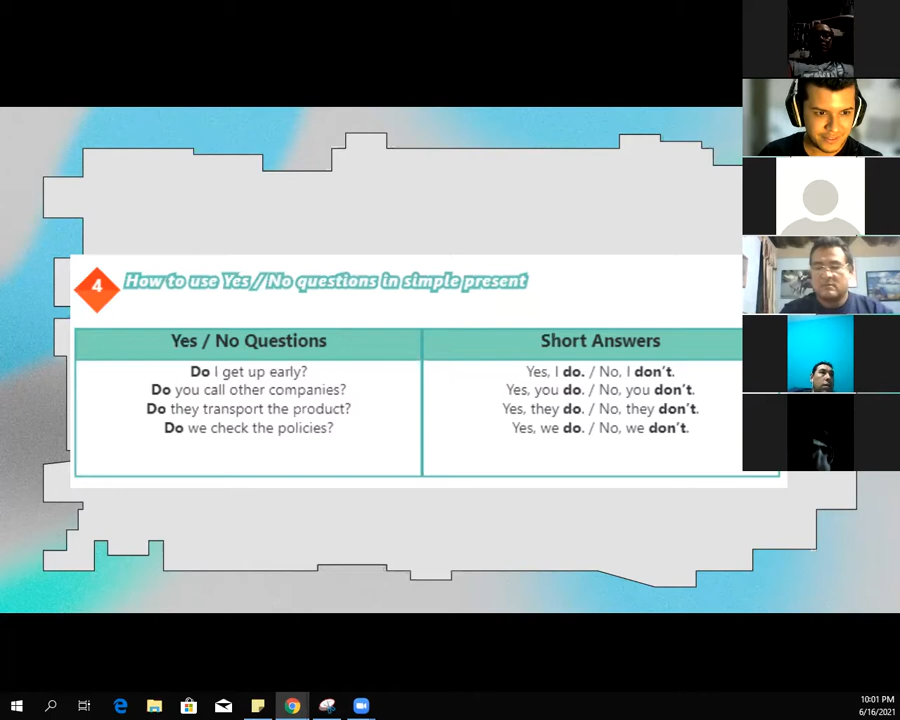 4
How to use Yes / No questions in simple present
Yes / No Questions
Short Answers
Do I get up early?
Yes, I do. / No, I don't.
Do you call other companies?
Yes, you do. / No, you don't.
Do they transport the product?
Yes, they do. / No, they don't.
Do we check the policies?
Yes, we do. / No, we don't.
10:01 PM
6/16/2021